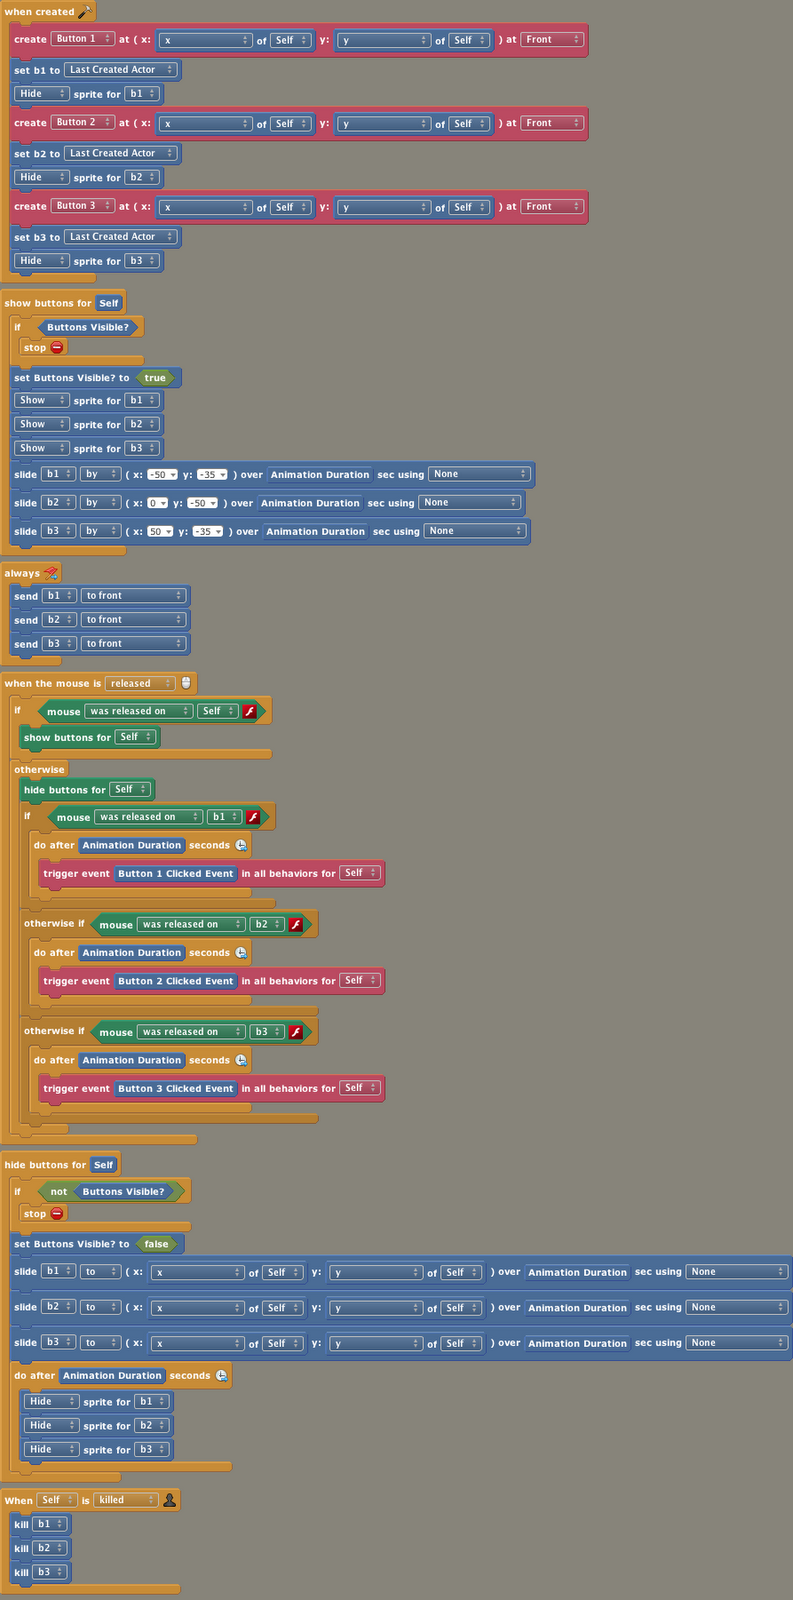 when created
create Button 1 at ( x: x of Self y: y of Self ) at Front
set b1 to Last Created Actor
Hide sprite for b1
create Button 2 at ( x: x of Self y: y of Self ) at Front
set b2 to Last Created Actor
Hide sprite for b2
create Button 3 at ( x: x of Self y: y of Self ) at Front
set b3 to Last Created Actor
Hide sprite for b3
show buttons for Self
if Buttons Visible?
stop
set Buttons Visible? to true
Show sprite for b1
Show sprite for b2
Show sprite for b3
slide b1 by ( x: -50 y: -35 ) over Animation Duration sec using None
slide b2 by ( x: 0 y: -50 ) over Animation Duration sec using None
slide b3 by ( x: 50 y: -35 ) over Animation Duration sec using None
always
send b1 to front
send b2 to front
send b3 to front
when the mouse is released
if mouse was released on Self
show buttons for Self
otherwise
hide buttons for Self
if mouse was released on b1
do after Animation Duration seconds
trigger event Button 1 Clicked Event in all behaviors for Self
otherwise if mouse was released on b2
do after Animation Duration seconds
trigger event Button 2 Clicked Event in all behaviors for Self
otherwise if mouse was released on b3
do after Animation Duration seconds
trigger event Button 3 Clicked Event in all behaviors for Self
hide buttons for Self
if not Buttons Visible?
stop
set Buttons Visible? to false
slide b1 to ( x: x of Self y: y of Self ) over Animation Duration sec using None
slide b2 to ( x: x of Self y: y of Self ) over Animation Duration sec using None
slide b3 to ( x: x of Self y: y of Self ) over Animation Duration sec using None
do after Animation Duration seconds
Hide sprite for b1
Hide sprite for b2
Hide sprite for b3
When Self is killed
kill b1
kill b2
kill b3